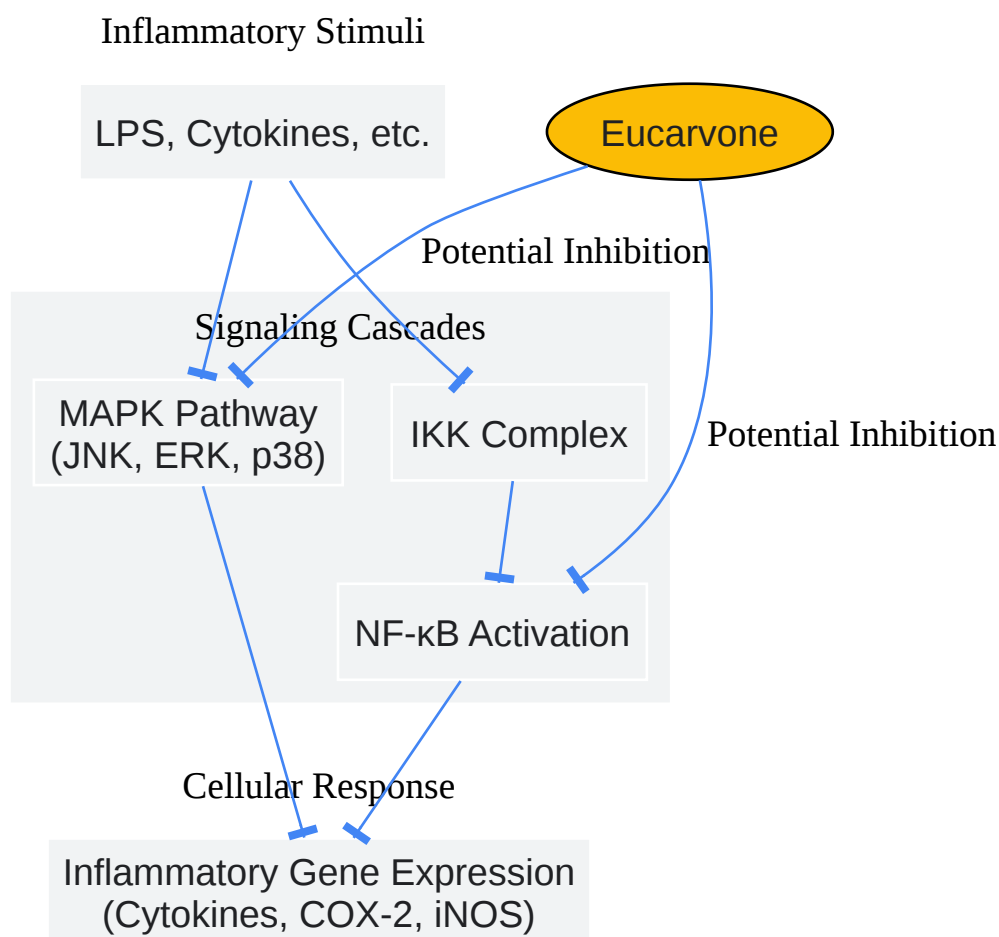 Inflammatory Stimuli
LPS, Cytokines, etc.
Eucarvone
Potential Inhibition
Signaling Cascades
MAPK Pathway
(JNK, ERK, p38)
IKK Complex
Potential Inhibition
NF-κB Activation
Cellular Response
Inflammatory Gene Expression
(Cytokines, COX-2, iNOS)